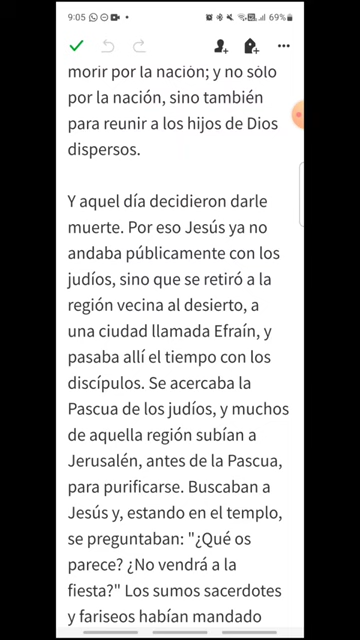 9:05
69%
morir por la nación; y no sólo
por la nación, sino también
para reunir a los hijos de Dios
dispersos.
Y aquel día decidieron darle
muerte. Por eso Jesús ya no
andaba públicamente con los
judíos, sino que se retiró a la
región vecina al desierto, a
una ciudad llamada Efraín, y
pasaba allí el tiempo con los
discípulos. Se acercaba la
Pascua de los judíos, y muchos
de aquella región subían a
Jerusalén, antes de la Pascua,
para purificarse. Buscaban a
Jesús y, estando en el templo,
se preguntaban: "¿Qué os
parece? ¿No vendrá a la
fiesta?" Los sumos sacerdotes
y fariseos habían mandado